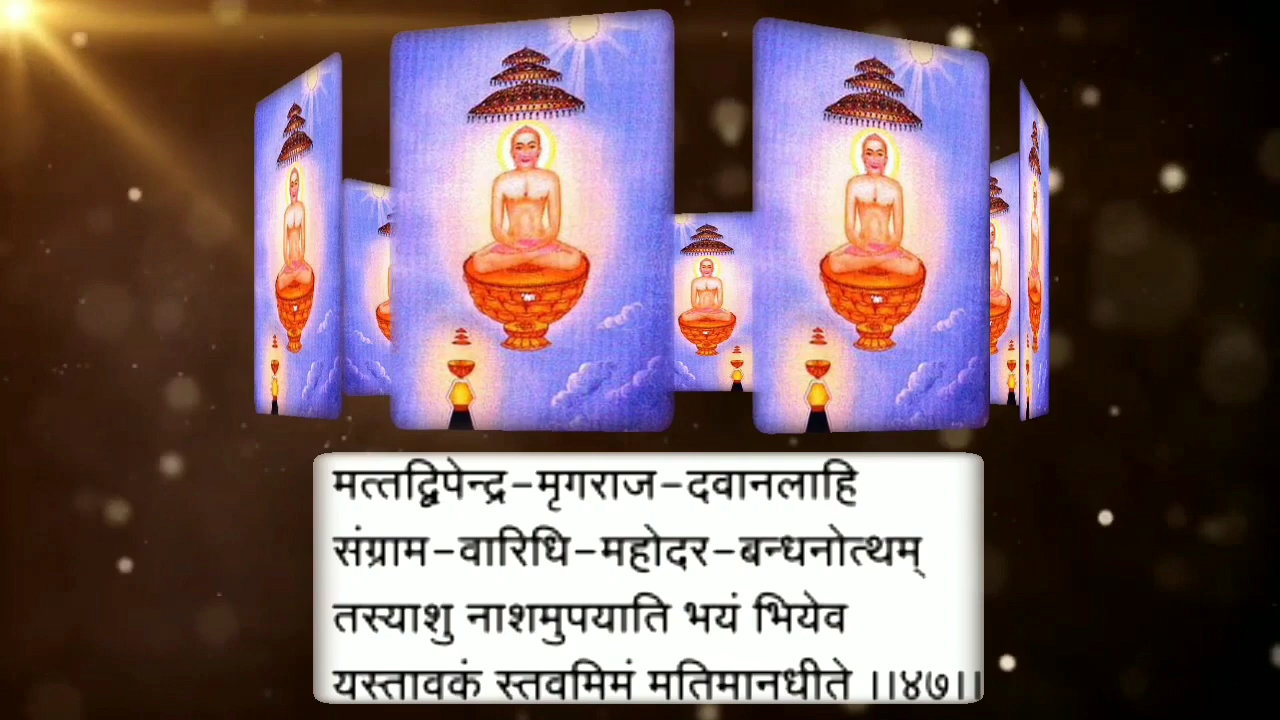 मत्तद्विपेन्द्र-मृगराज-दवानलाहि
संग्राम-वारिधि-महोदर-बन्धनोत्थम्
तस्याशु नाशमुपयाति भयं भियेव
यस्तावकं स्तवमिमं मतिमानधीते ।।४७।।